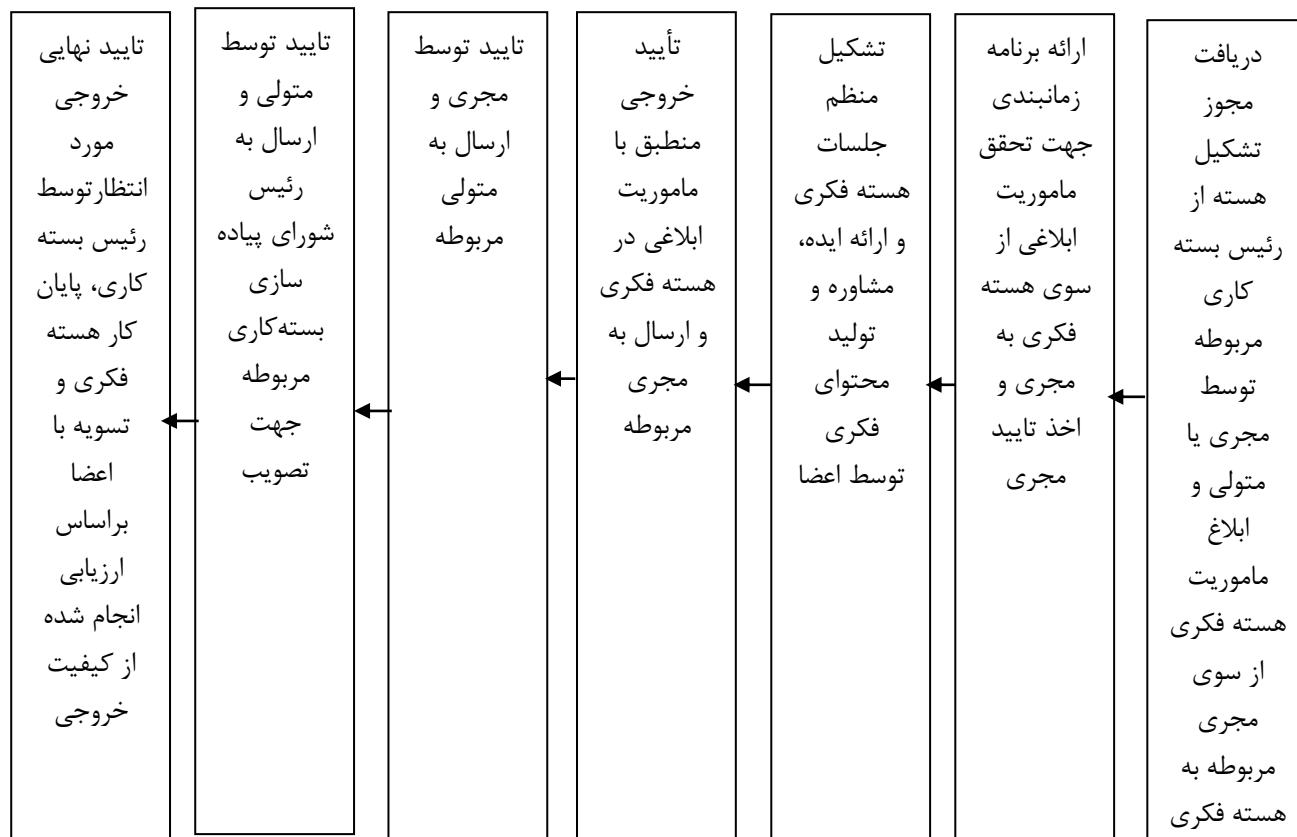 دریافت
مجوز
تشکیل
هسته از
رئیس بسته
کاری
مربوطه
توسط
مجری یا
متولی و
ابلاغ
ماموریت
هسته فکری
از سوی
مجری
مربوطه به
هسته فکری
ارائه برنامه
زمانبندی
جهت تحقق
ماموریت
ابلاغی از
سوی هسته
فکری به
مجری و
اخذ تایید
مجری
تشکیل
منظم
جلسات
هسته فکری
و ارائه ایده،
مشاوره و
تولید
محتوای
فکری
توسط اعضا
تأیید
خروجی
منطبق با
ماموریت
ابلاغی در
هسته فکری
و ارسال به
مجری
مربوطه
تایید توسط
مجری و
ارسال به
متولی
مربوطه
تایید توسط
متولی و
ارسال به
رئیس
شورای پیاده
سازی
بسته‌کاری
مربوطه
جهت
تصویب
تایید نهایی
خروجی
مورد
انتظارتوسط
رئیس بسته
کاری، پایان
کار هسته
فکری و
تسویه با
اعضا
براساس
ارزیابی
انجام شده
از کیفیت
خروجی